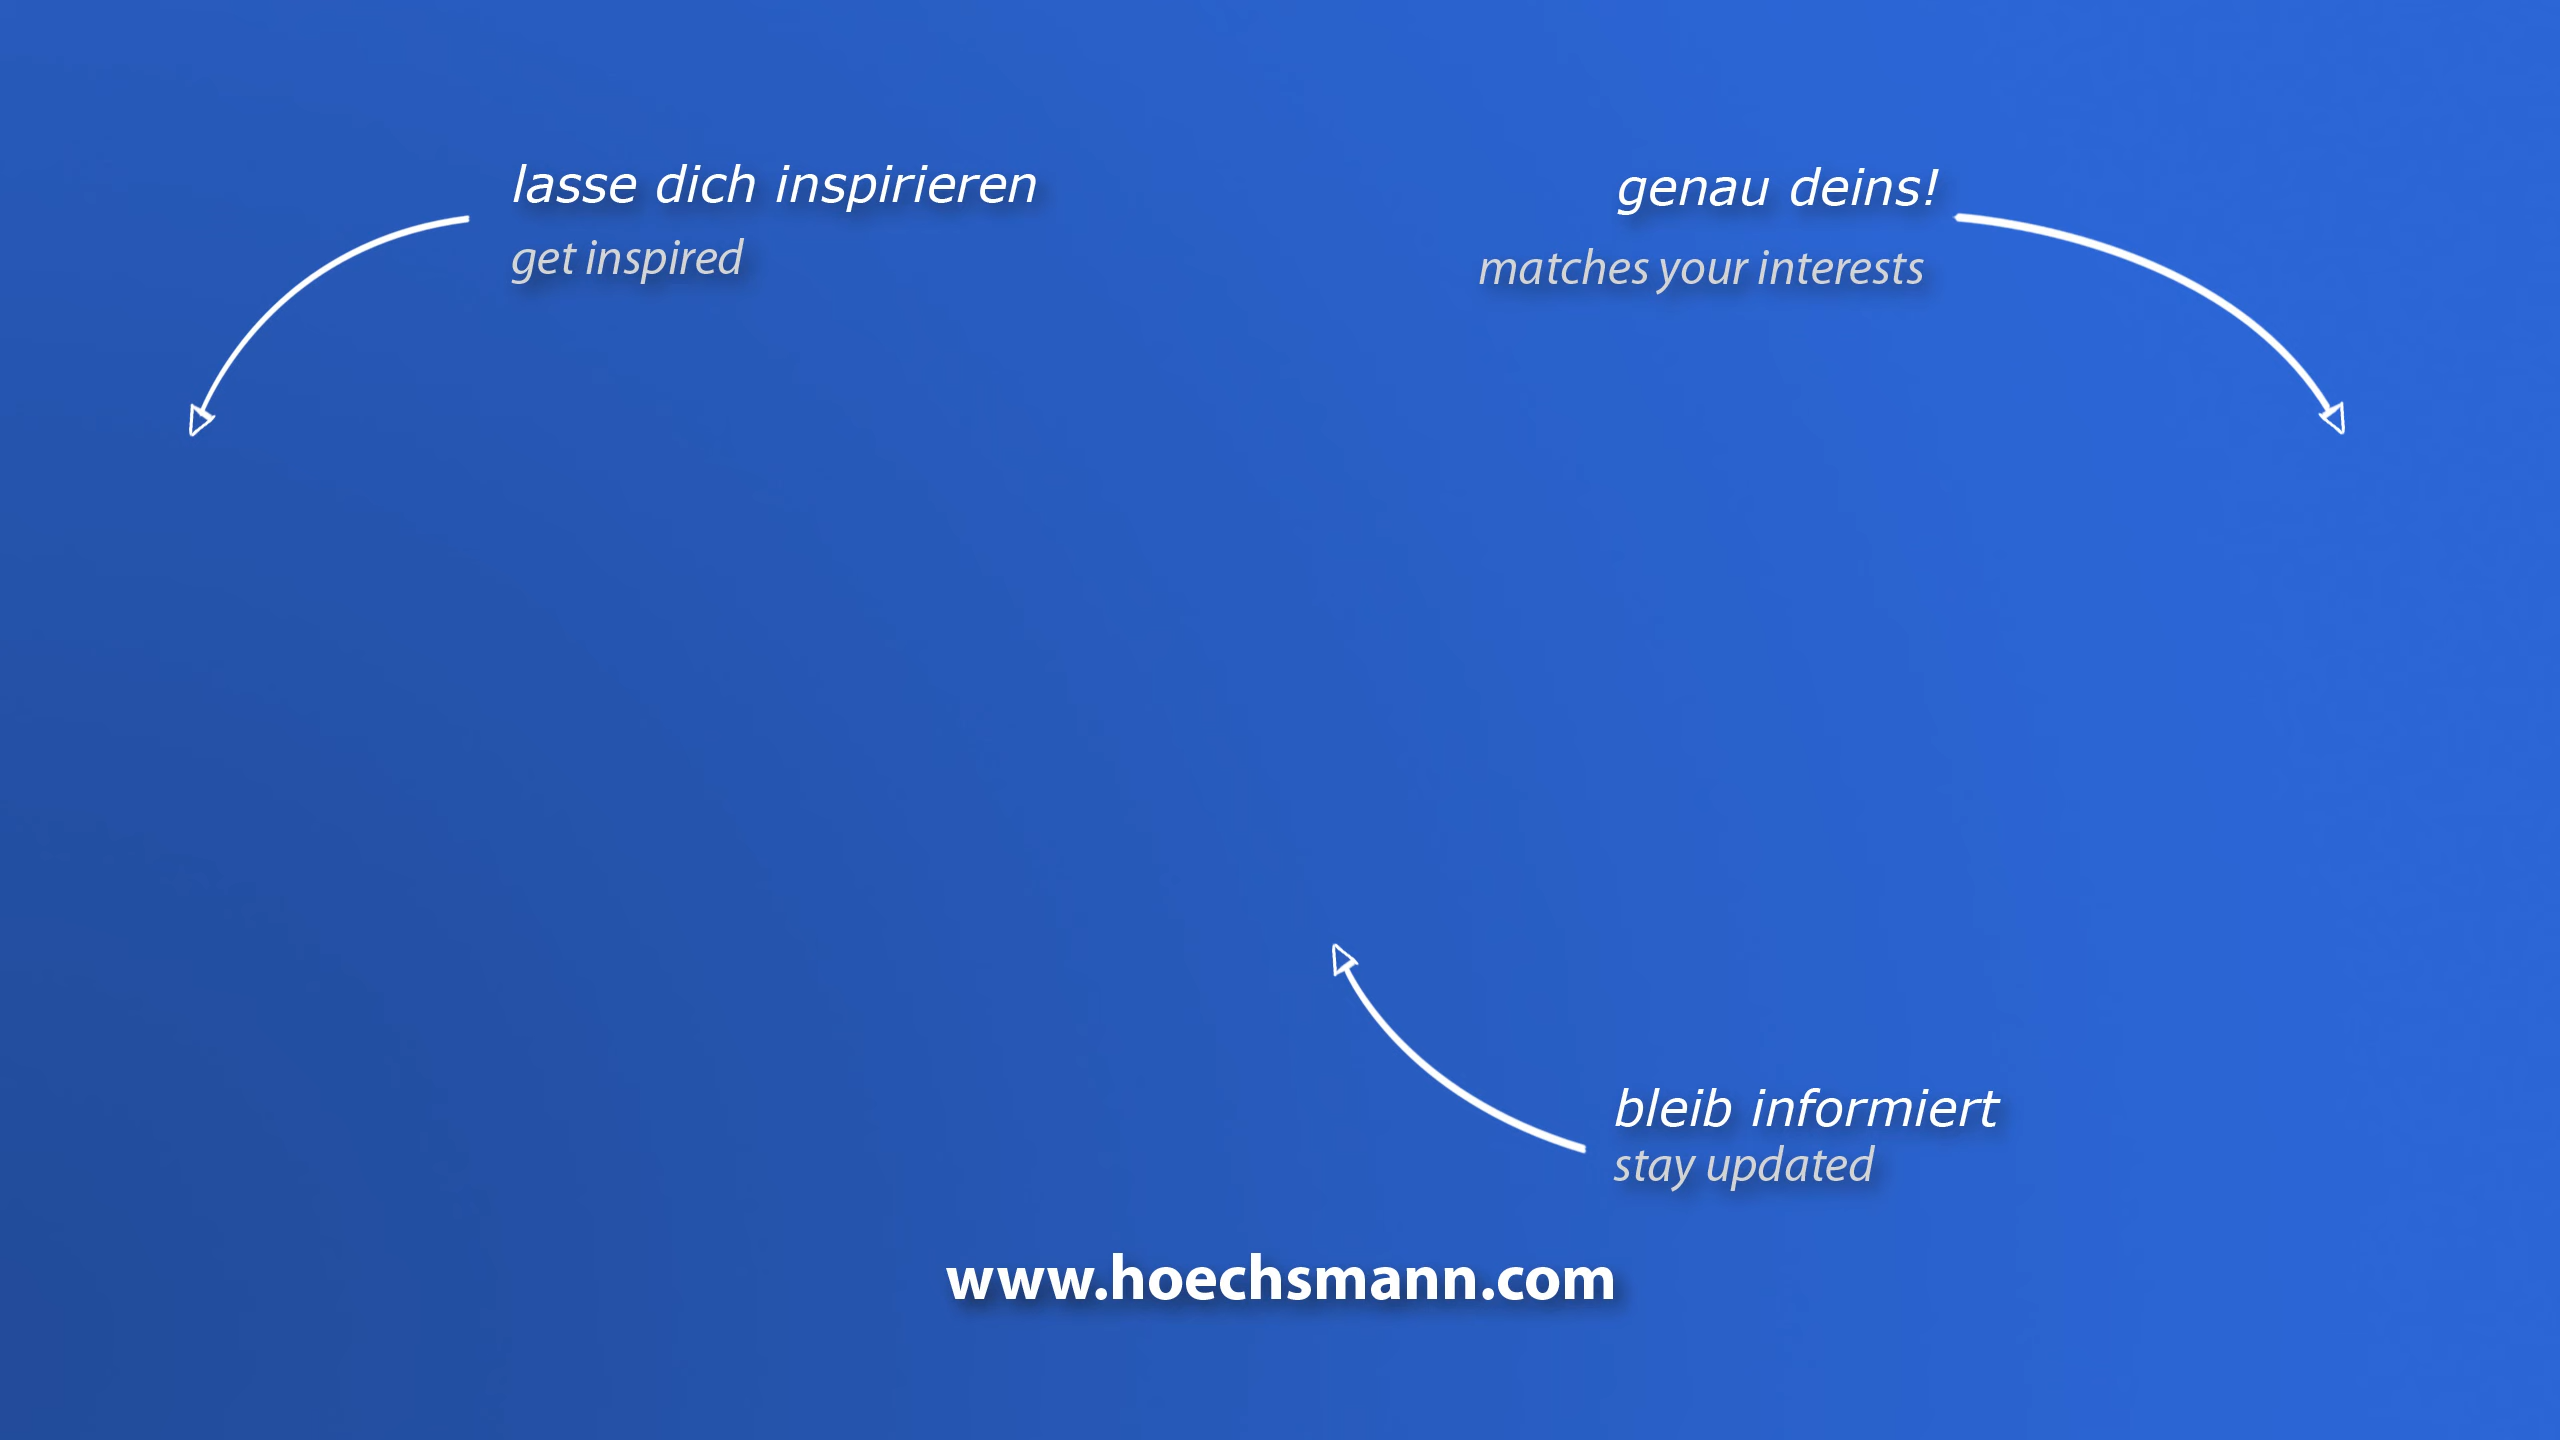 lasse dich inspirieren
get inspired
genau deins!
matches your interests
bleib informiert
stay updated
www.hoechsmann.com